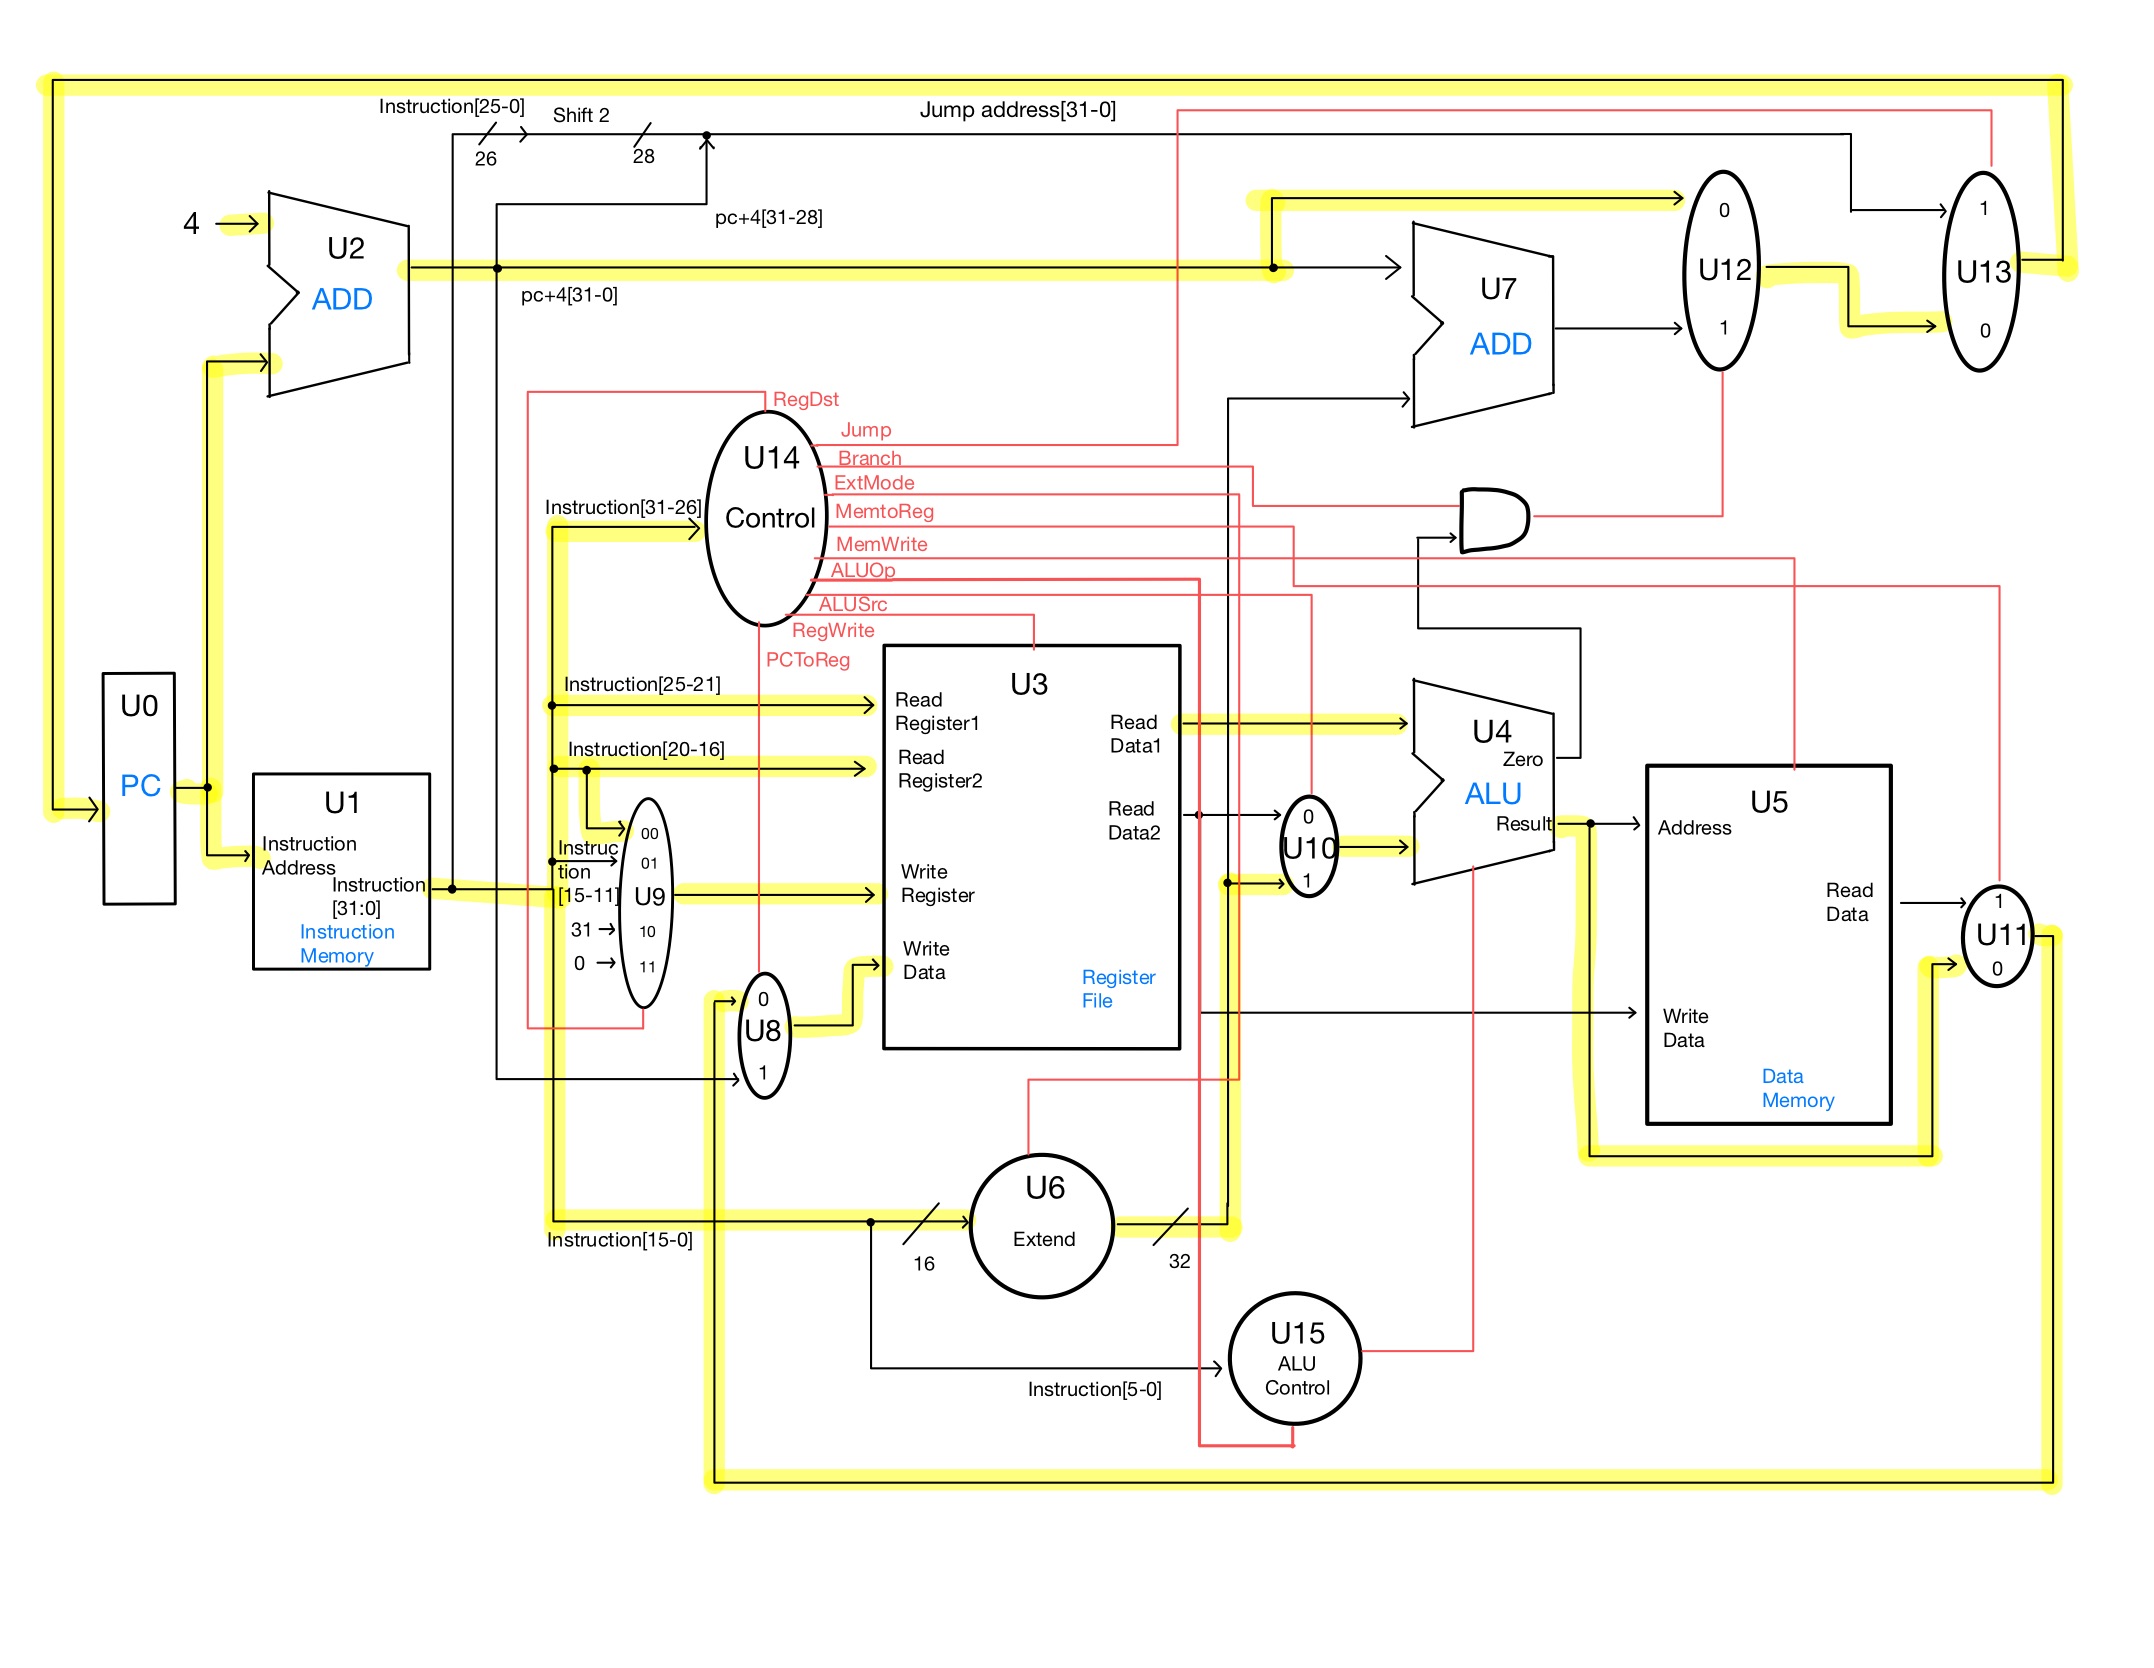 Instruction[25-0]
Shift 2
Jump address[31-0]
26
28
4
U2
ADD
pc+4[31-28]
pc+4[31-0]
U7
ADD
0
U12
1
1
U13
0
RegDst
Jump
Branch
ExtMode
MemtoReg
MemWrite
ALUOp
ALUSrc
RegWrite
PCToReg
U14
Control
Instruction[31-26]
Instruction[25-21]
Instruction[20-16]
U0
PC
U1
Instruction
Address
Instruction
[31:0]
Instruction
Memory
Instruc
tion
[15-11]
31
0
00
01
U9
10
11
0
U8
1
U3
Read
Register1
Read
Register2
Write
Register
Write
Data
Read
Data1
Read
Data2
Register
File
0
U10
1
U4
Zero
ALU
Result
U5
Address
Read
Data
Write
Data
Data
Memory
1
U11
0
Instruction[15-0]
16
U6
Extend
32
Instruction[5-0]
U15
ALU
Control